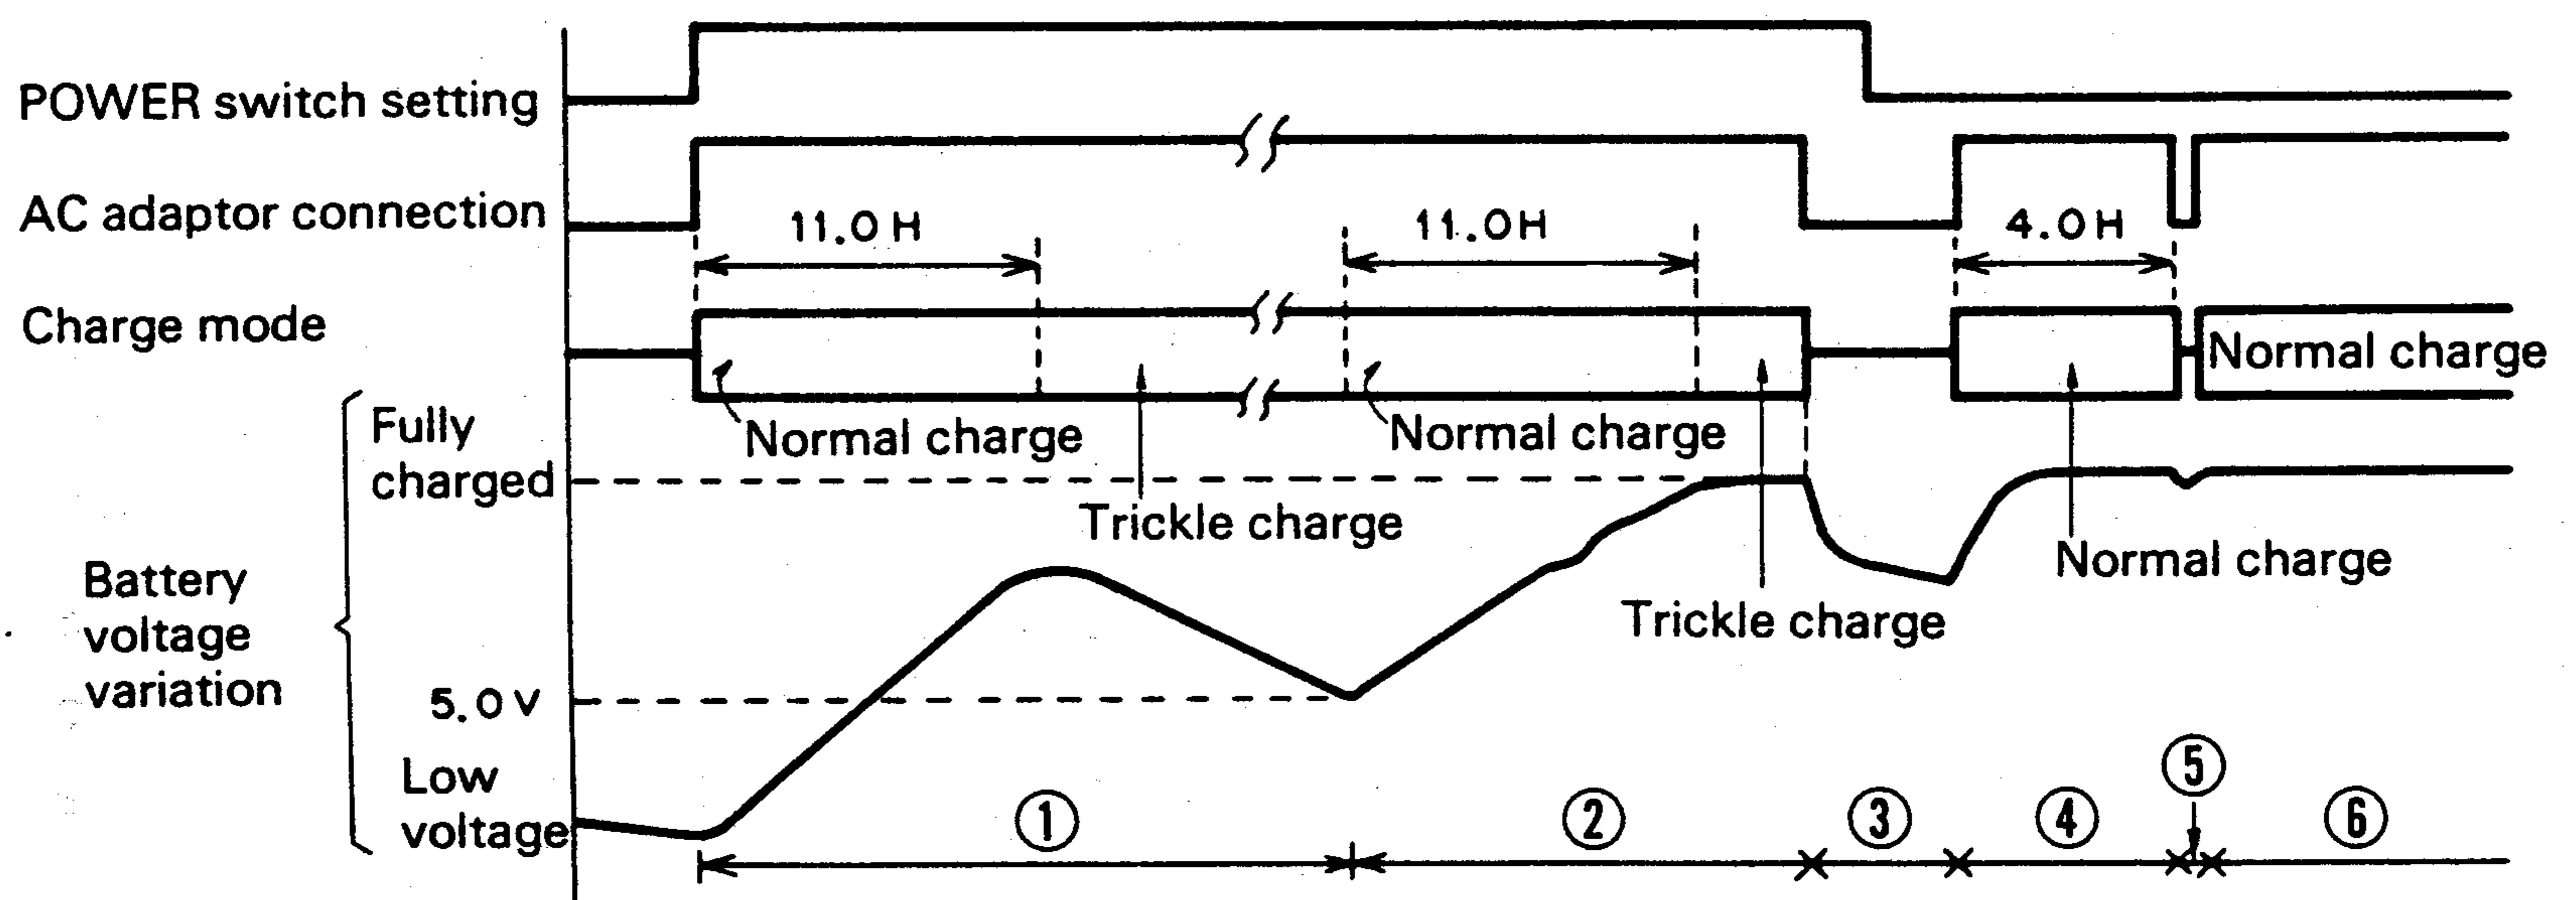 POWER switch setting
AC adaptor connection
11.0 H
11.0H
4.0 H
Charge mode
Normal charge
Normal charge
Normal charge
Fully
charged
Trickle charge
Normal charge
Trickle charge
Battery
voltage
variation
5.0 V
Low
voltage
① ② ③ ④ ⑤ ⑥